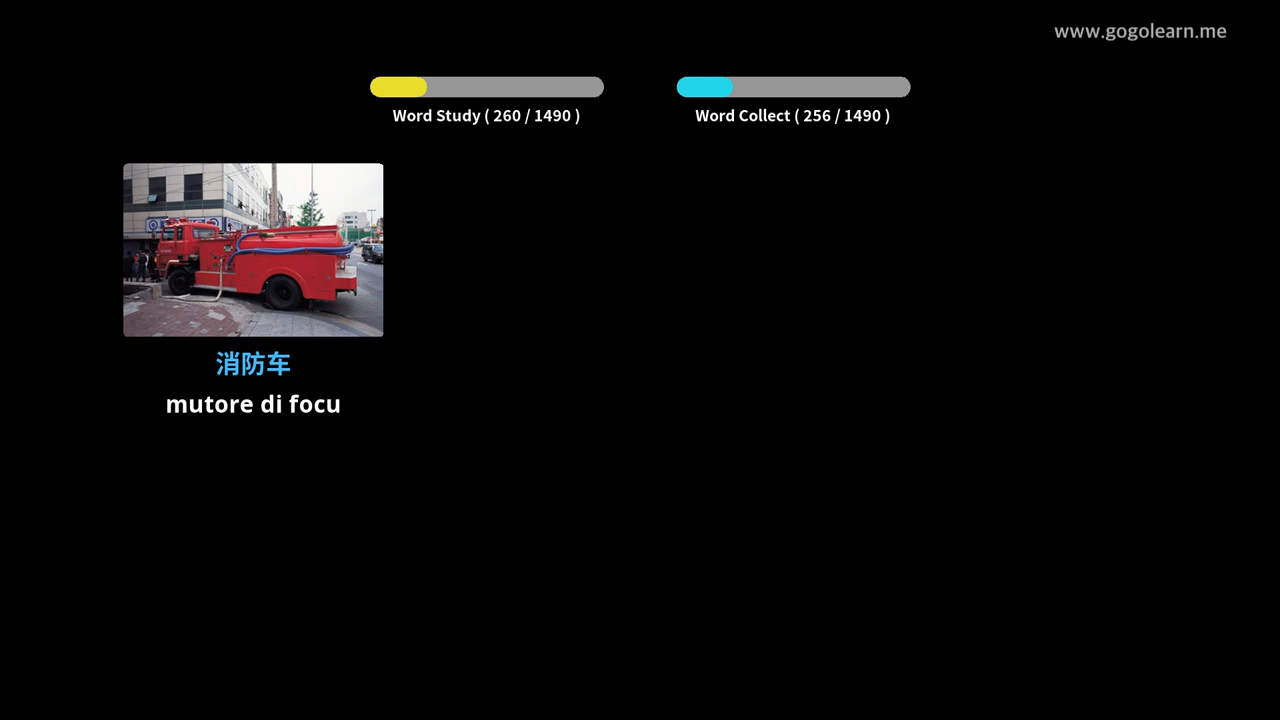 www.gogolearn.me
Word Study ( 260 / 1490 )
Word Collect ( 256 / 1490 )
消防车
mutore di focu